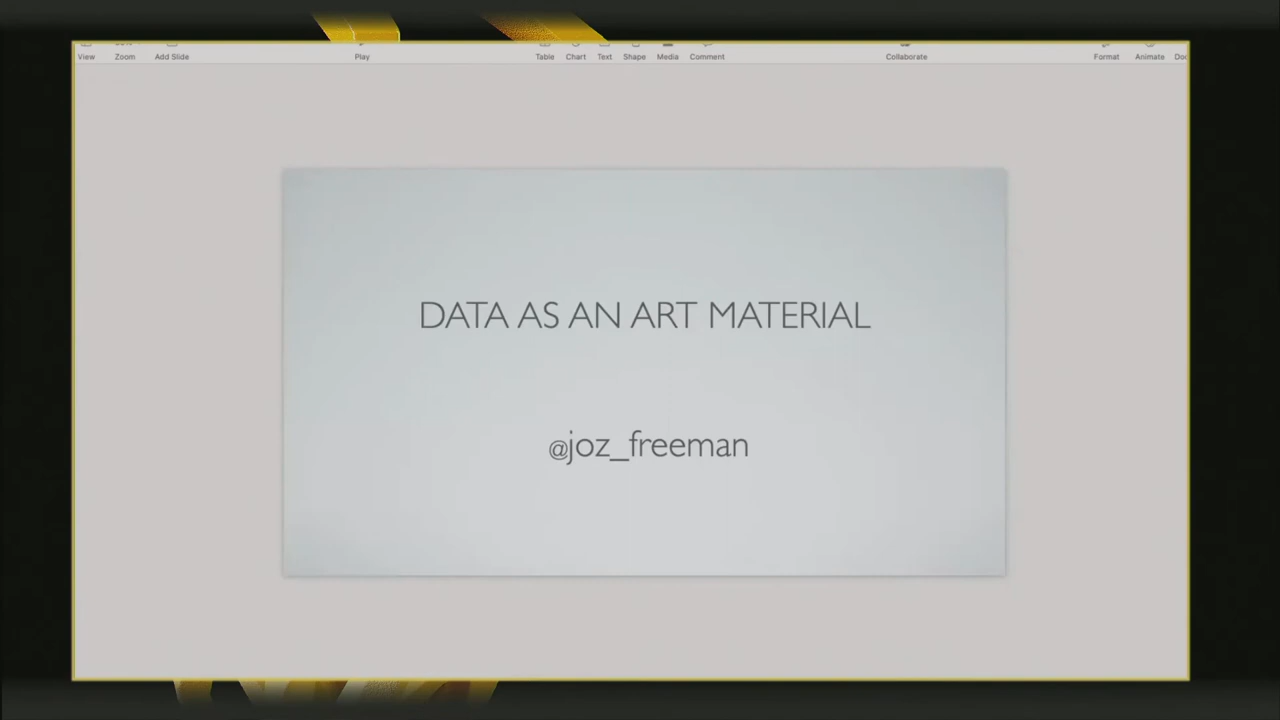 View Zoom Add Slide Play Table Chart Text Shape Media Comment Collaborate Format Animate
DATA AS AN ART MATERIAL
@joz_freeman